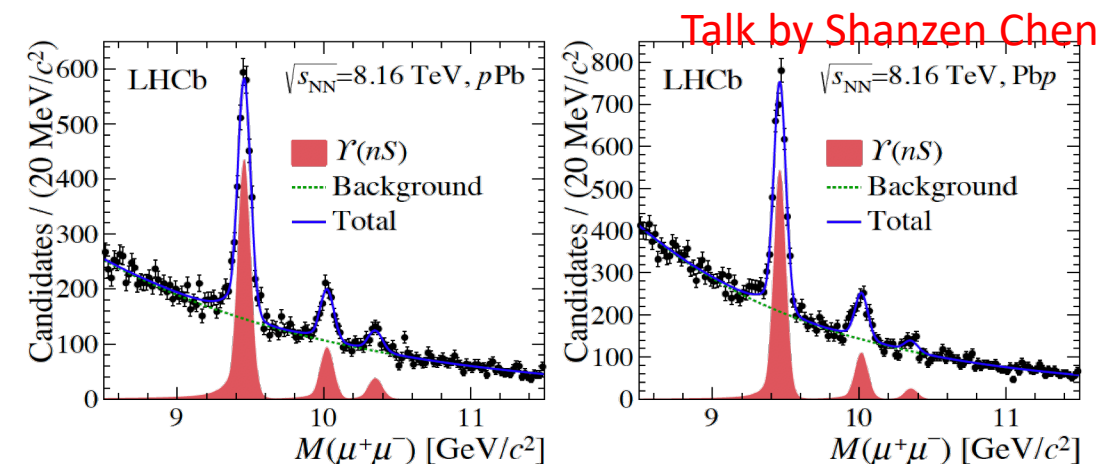 Talk by Shanzen Chen
Candidates / (20 MeV/c²)
600
500
400
300
200
100
0
LHCb
√s_NN=8.16 TeV, pPb
ϒ(nS)
Background
Total
9
10
11
M(μ⁺μ⁻) [GeV/c²]
Candidates / (20 MeV/c²)
800
700
600
500
400
300
200
100
0
LHCb
√s_NN=8.16 TeV, Pbp
ϒ(nS)
Background
Total
9
10
11
M(μ⁺μ⁻) [GeV/c²]